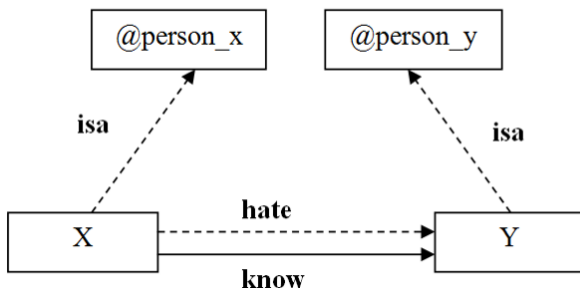 @person_x
@person_y
isa
isa
hate
X
Y
know